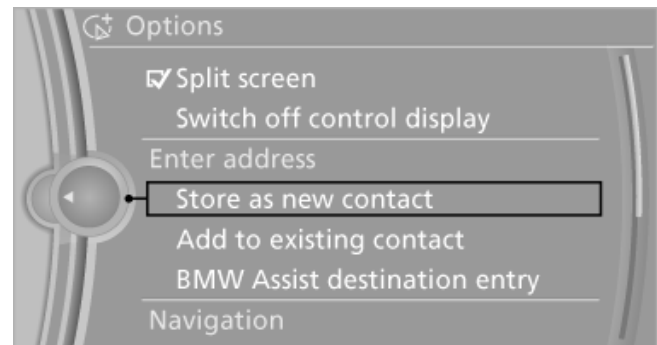 Options
Split screen
Switch off control display
Enter address
Store as new contact
Add to existing contact
BMW Assist destination entry
Navigation